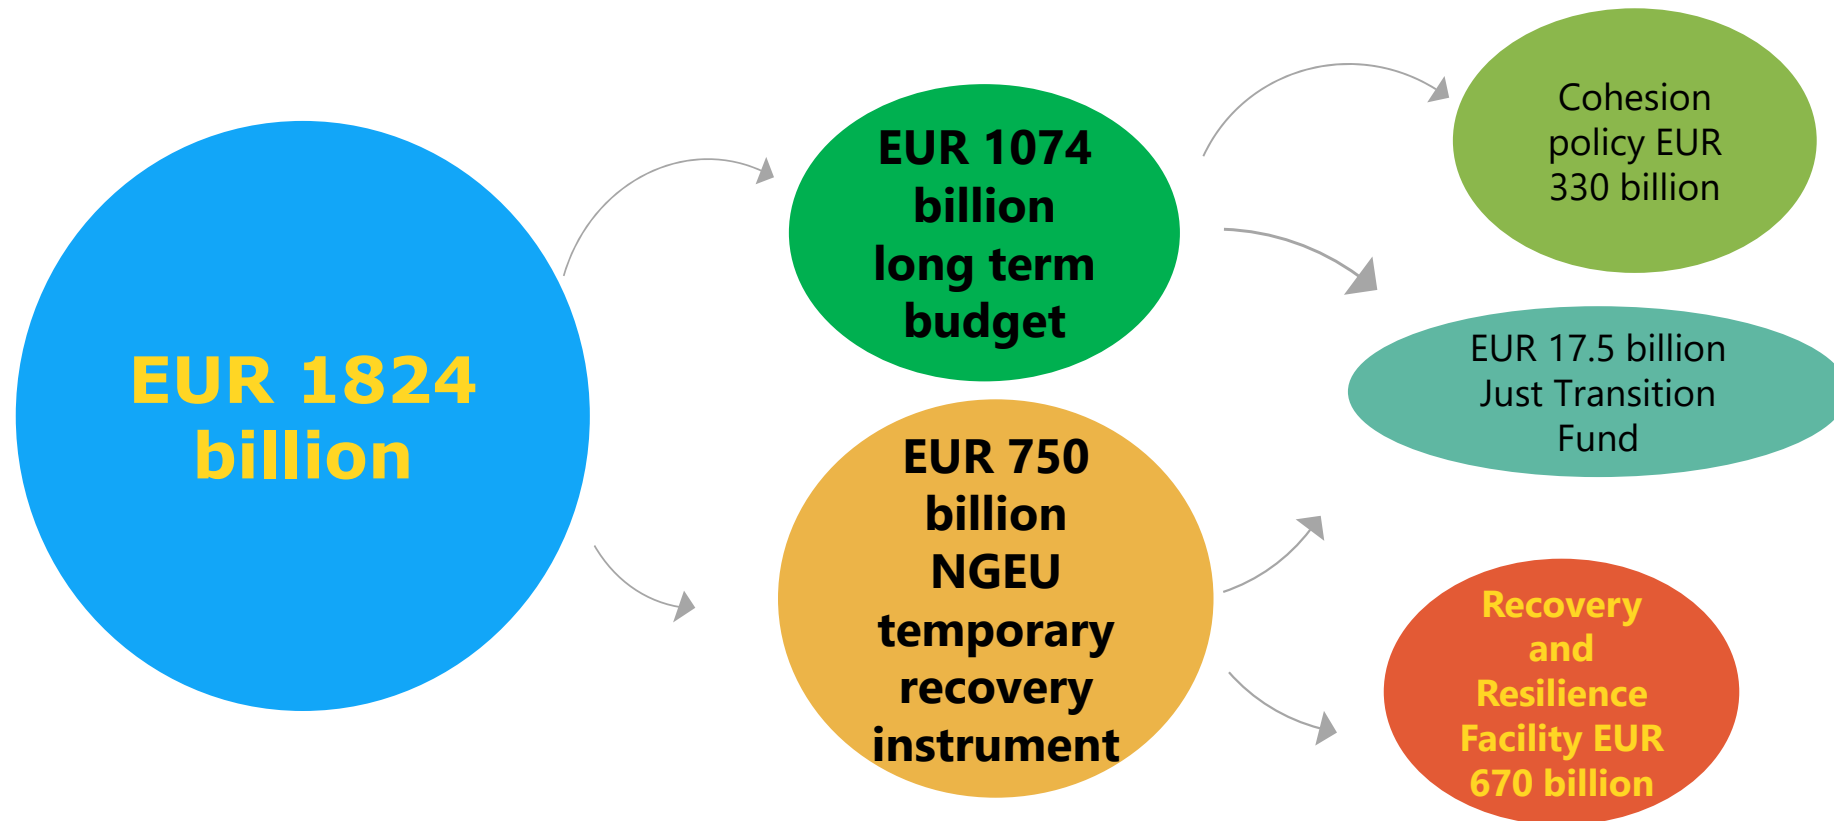 EUR 1824
billion
EUR 1074
billion
long term
budget
EUR 750
billion
NGEU
temporary
recovery
instrument
Cohesion
policy EUR
330 billion
EUR 17.5 billion
Just Transition
Fund
Recovery
and
Resilience
Facility EUR
670 billion